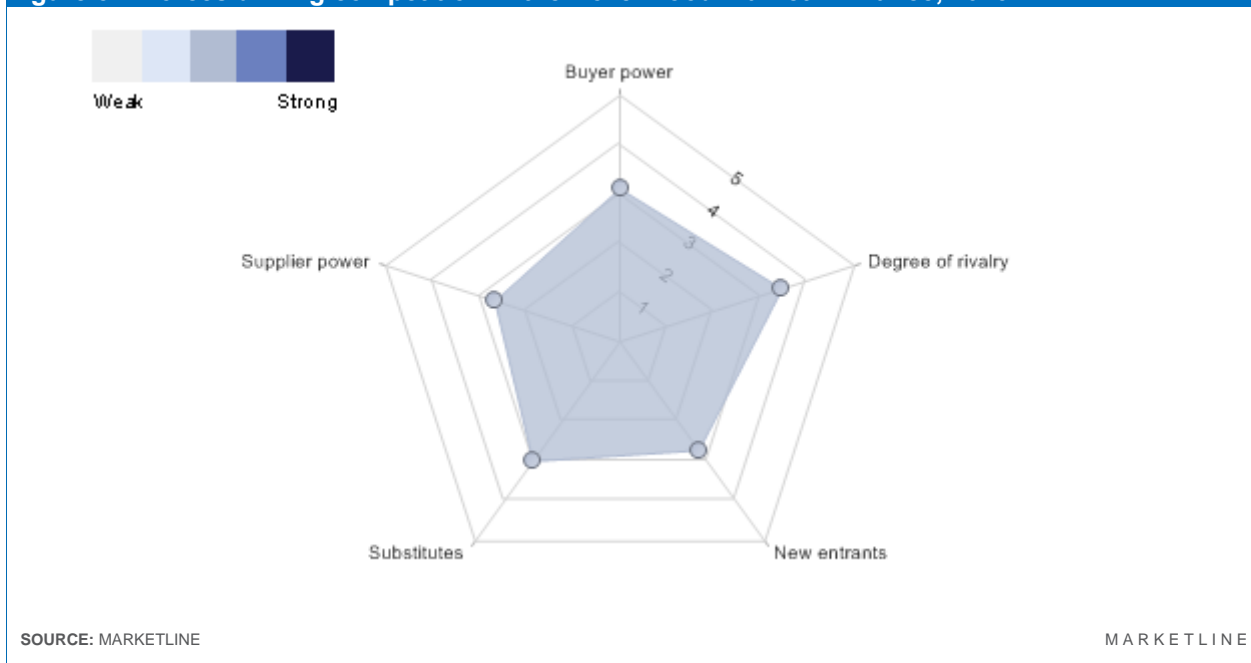 Weak Strong
Buyer power
5
4
3
2
1
Supplier power
Degree of rivalry
Substitutes
New entrants
SOURCE: MARKETLINE
MARKETLINE